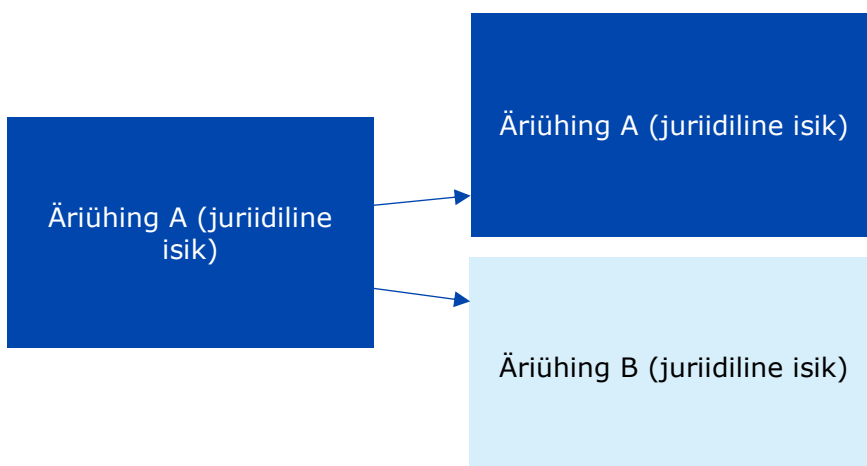 Äriühing A (juriidiline isik)
Äriühing A (juriidiline
isik)
Äriühing B (juriidiline isik)